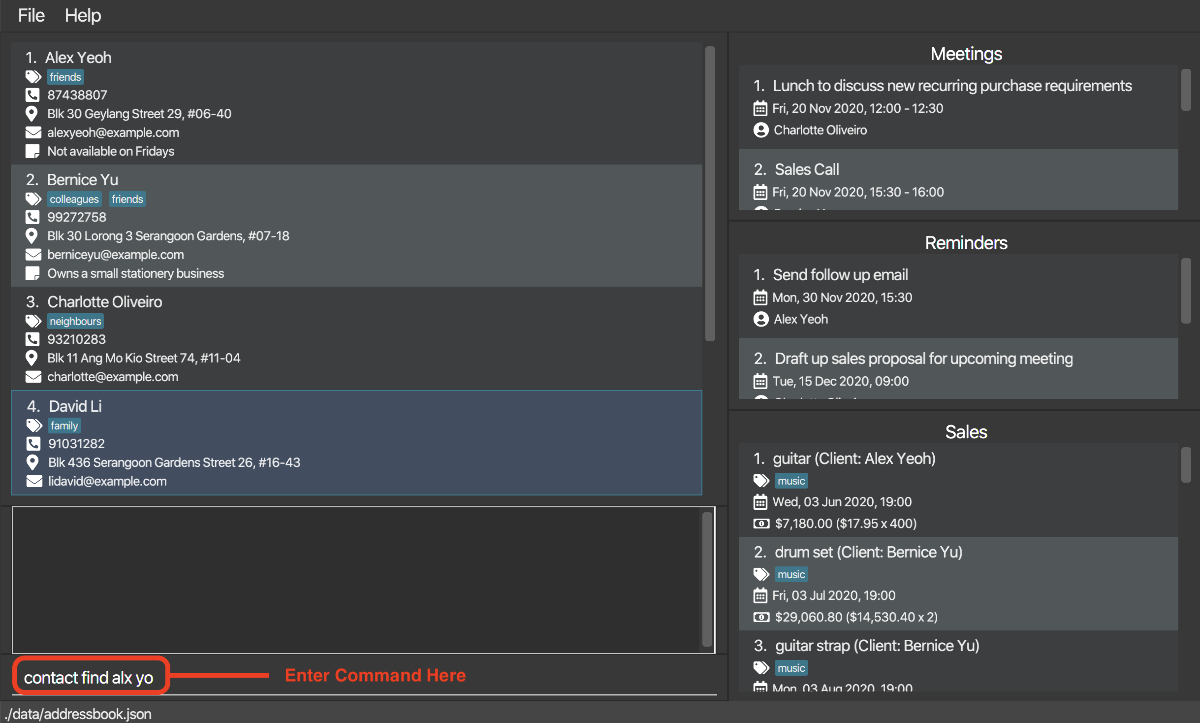 File Help
1. Alex Yeoh
friends
87438807
Blk 30 Geylang Street 29, #06-40
alexyeoh@example.com
Not available on Fridays
2. Bernice Yu
colleagues friends
99272758
Blk 30 Lorong 3 Serangoon Gardens, #07-18
berniceyu@example.com
Owns a small stationery business
3. Charlotte Oliveiro
neighbours
93210283
Blk 11 Ang Mo Kio Street 74, #11-04
charlotte@example.com
4. David Li
family
91031282
Blk 436 Serangoon Gardens Street 26, #16-43
lidavid@example.com
contact find alx yo
Enter Command Here
./data/addressbook.json
Meetings
1. Lunch to discuss new recurring purchase requirements
Fri, 20 Nov 2020, 12:00 - 12:30
Charlotte Oliveiro
2. Sales Call
Fri, 20 Nov 2020, 15:30 - 16:00
Reminders
1. Send follow up email
Mon, 30 Nov 2020, 15:30
Alex Yeoh
2. Draft up sales proposal for upcoming meeting
Tue, 15 Dec 2020, 09:00
Sales
1. guitar (Client: Alex Yeoh)
music
Wed, 03 Jun 2020, 19:00
$7,180.00 ($17.95 x 400)
2. drum set (Client: Bernice Yu)
music
Fri, 03 Jul 2020, 19:00
$29,060.80 ($14,530.40 x 2)
3. guitar strap (Client: Bernice Yu)
music
Mon, 03 Aug 2020, 19:00